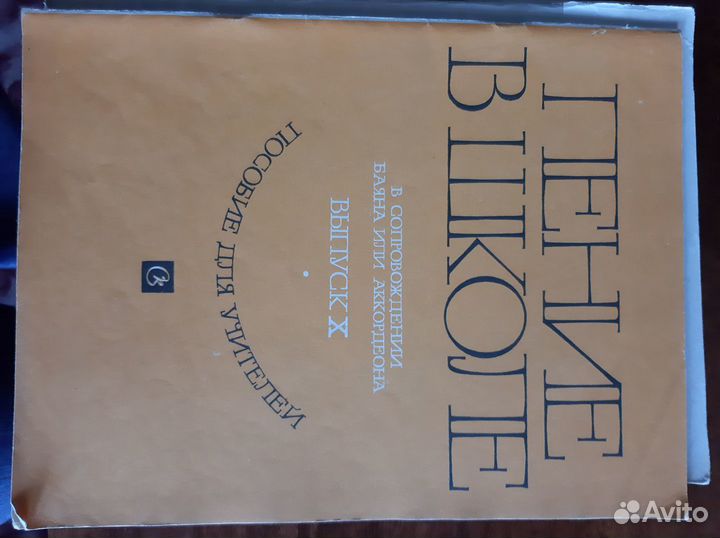 ПЕНИЕ
В ШКОЛЕ
В СОПРОВОЖДЕНИИ
БАЯНА ИЛИ АККОРДЕОНА
ВЫПУСК X
ПОСОБИЕ ДЛЯ УЧИТЕЛЕЙ
Avito